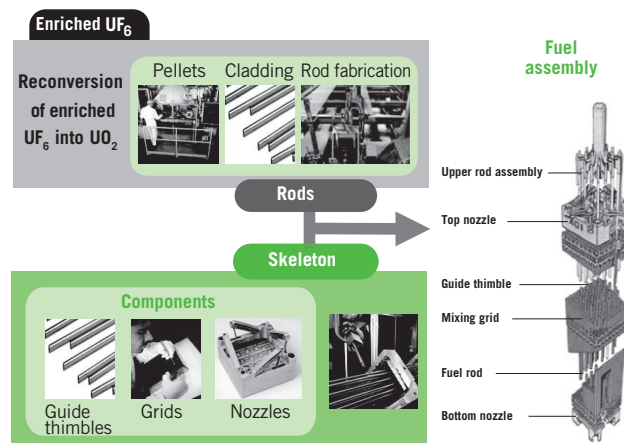 Enriched UF6
Reconversion
of enriched
UF6 into UO2
Pellets
Cladding
Rod fabrication
Rods
Skeleton
Components
Guide
thimbles
Grids
Nozzles
Fuel
assembly
Upper rod assembly
Top nozzle
Guide thimble
Mixing grid
Fuel rod
Bottom nozzle